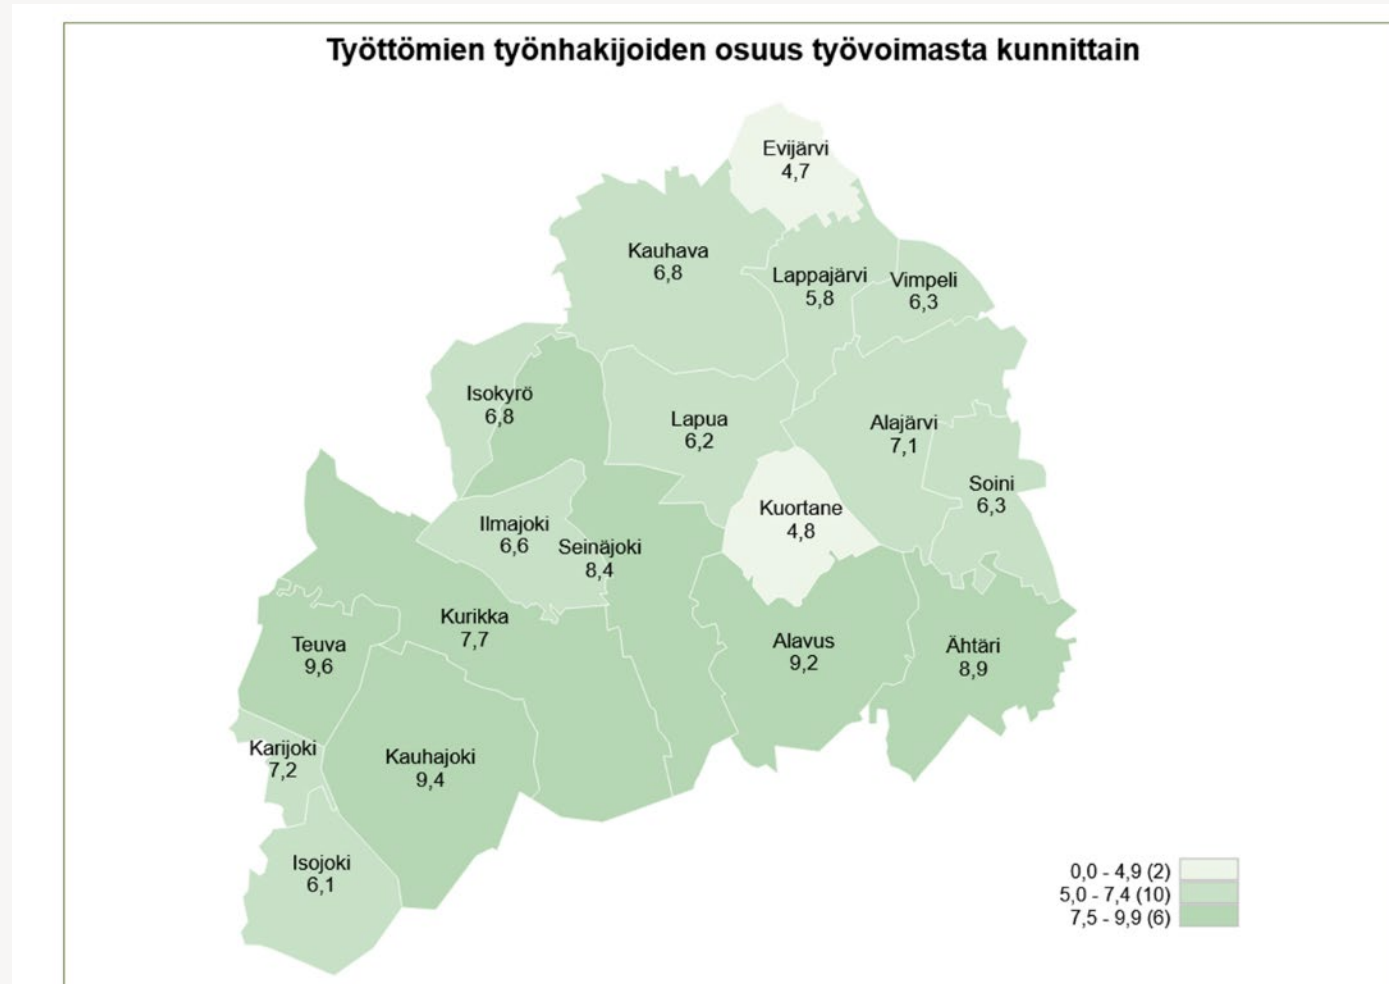 Työttömien työnhakijoiden osuus työvoimasta kunnittain
Evijärvi
4,7
Kauhava
6,8
Lappajärvi
5,8
Vimpeli
6,3
Isokyrö
6,8
Lapua
6,2
Alajärvi
7,1
Soini
6,3
Kuortane
4,8
Ilmajoki
6,6
Seinäjoki
8,4
Kurikka
7,7
Teuva
9,6
Alavus
9,2
Ähtäri
8,9
Karijoki
7,2
Kauhajoki
9,4
Isojoki
6,1
0,0 - 4,9 (2)
5,0 - 7,4 (10)
7,5 - 9,9 (6)